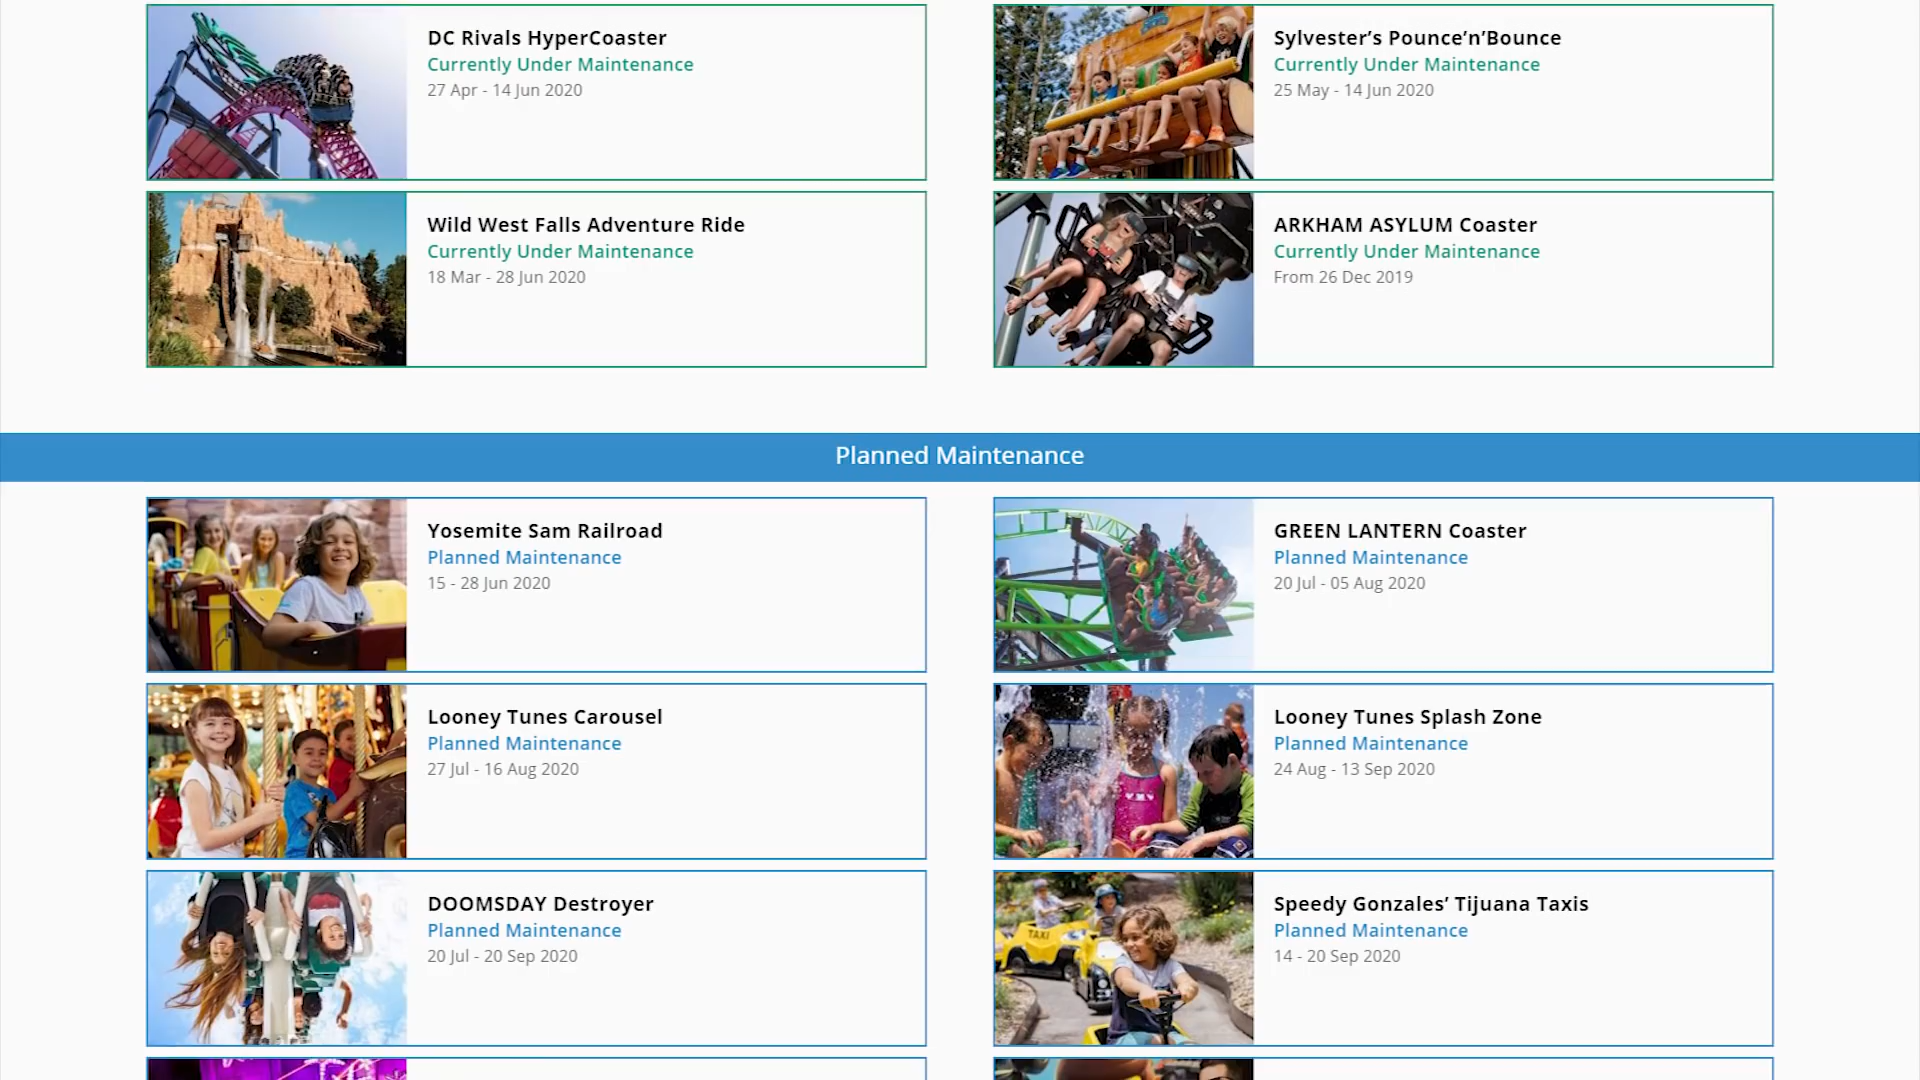 DC Rivals HyperCoaster
Currently Under Maintenance
27 Apr - 14 Jun 2020
Sylvester’s Pounce’n’Bounce
Currently Under Maintenance
25 May - 14 Jun 2020
Wild West Falls Adventure Ride
Currently Under Maintenance
18 Mar - 28 Jun 2020
ARKHAM ASYLUM Coaster
Currently Under Maintenance
From 26 Dec 2019
Planned Maintenance
Yosemite Sam Railroad
Planned Maintenance
15 - 28 Jun 2020
GREEN LANTERN Coaster
Planned Maintenance
20 Jul - 05 Aug 2020
Looney Tunes Carousel
Planned Maintenance
27 Jul - 16 Aug 2020
Looney Tunes Splash Zone
Planned Maintenance
24 Aug - 13 Sep 2020
DOOMSDAY Destroyer
Planned Maintenance
20 Jul - 20 Sep 2020
TAXI
Speedy Gonzales’ Tijuana Taxis
Planned Maintenance
14 - 20 Sep 2020